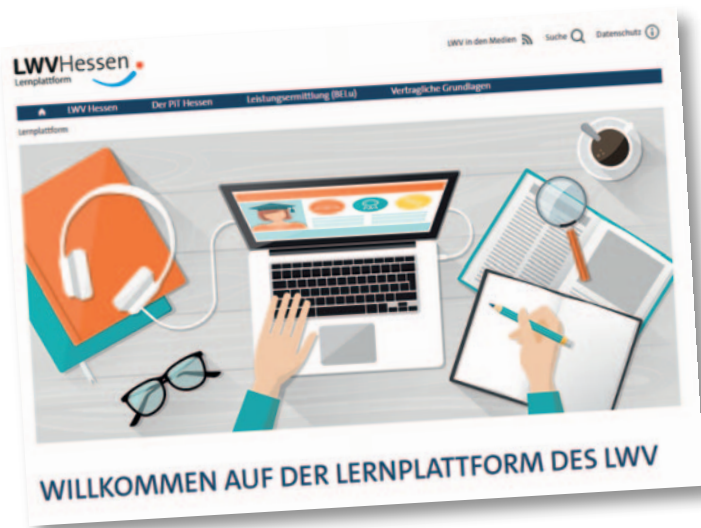 LWVHessen
Lernplattform
LWV in den Medien Suche Datenschutz
LWV Hessen Der PiT Hessen Leistungsermittlung (BELu) Vertragliche Grundlagen
Lernplattform
WILLKOMMEN AUF DER LERNPLATTFORM DES LWV